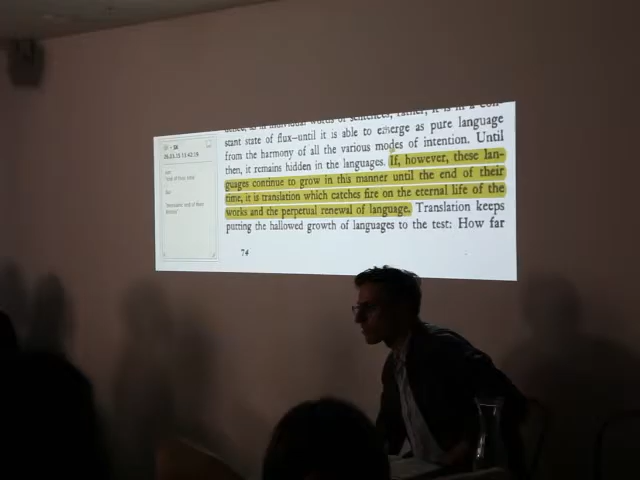 stant state of flux—until it is able to emerge as pure language
from the harmony of all the various modes of intention. Until
then, it remains hidden in the languages. If, however, these lan-
guages continue to grow in this manner until the end of their
time, it is translation which catches fire on the eternal life of the
works and the perpetual renewal of language. Translation keeps
putting the hallowed growth of languages to the test: How far
74